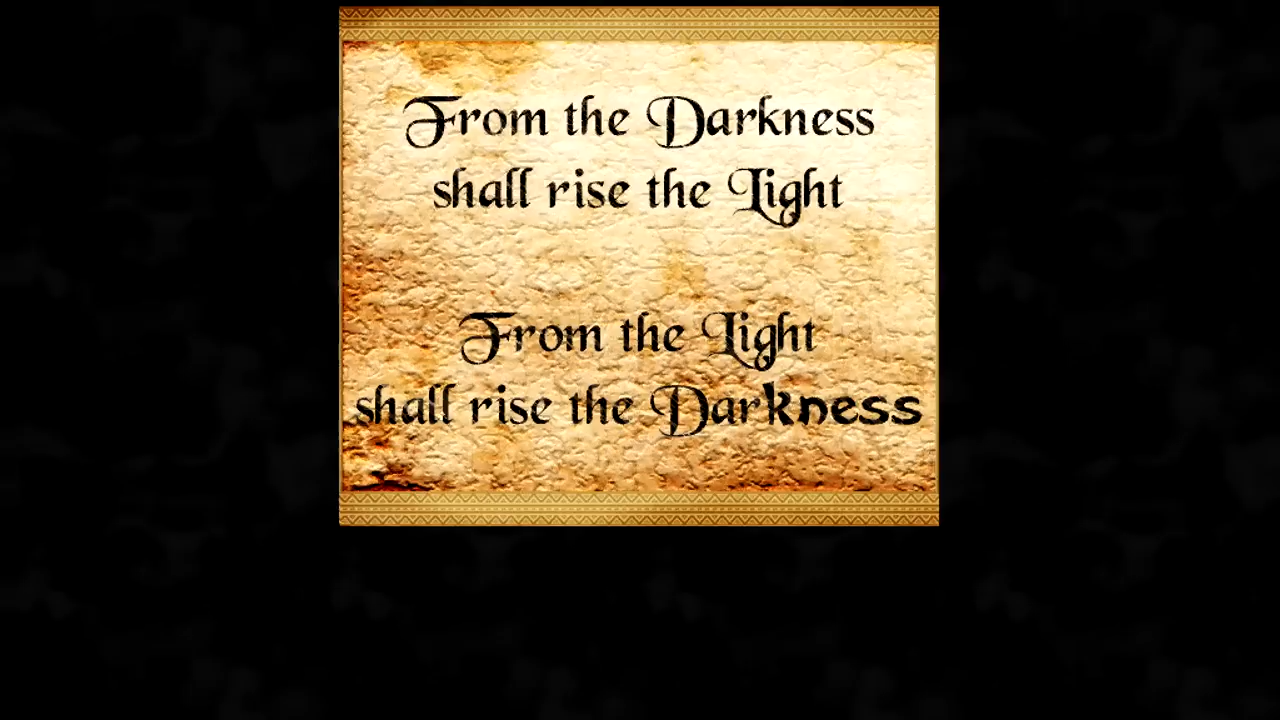 From the Darkness
shall rise the Light
From the Light
shall rise the Darkness